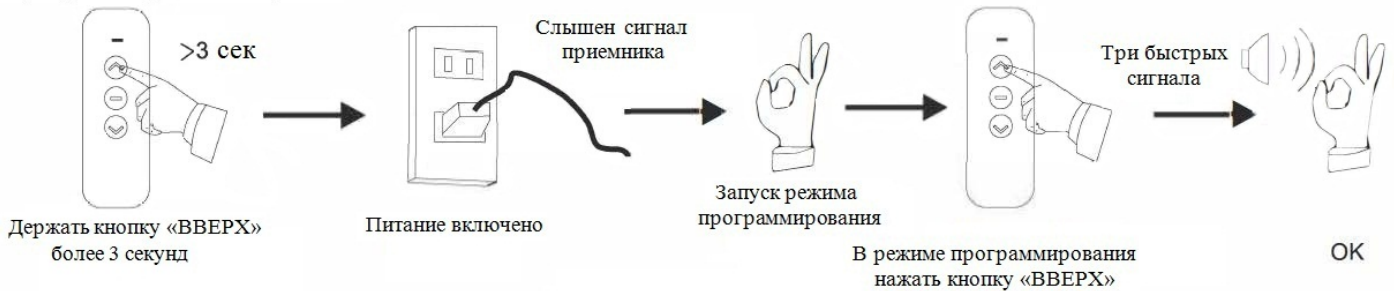 >3 сек
Держать кнопку «ВВЕРХ»
более 3 секунд
Питание включено
Слышен сигнал
приемника
Запуск режима
программирования
В режиме программирования
нажать кнопку «ВВЕРХ»
Три быстрых
сигнала
OK